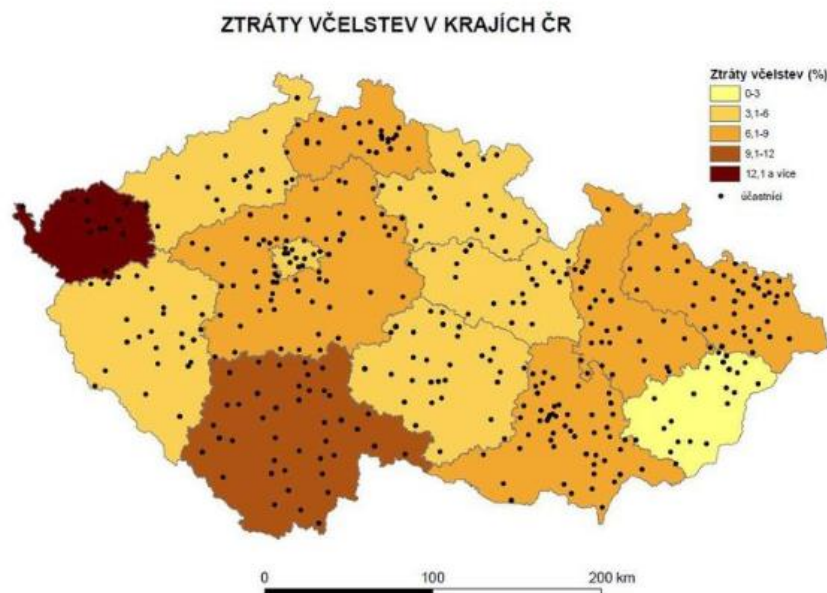 ZTRÁTY VČELSTEV V KRAJÍCH ČR
Ztráty včelstev (%)
0-3
3,1-6
6,1-9
9,1-12
12,1 a více
účastníci
0 100 200 km